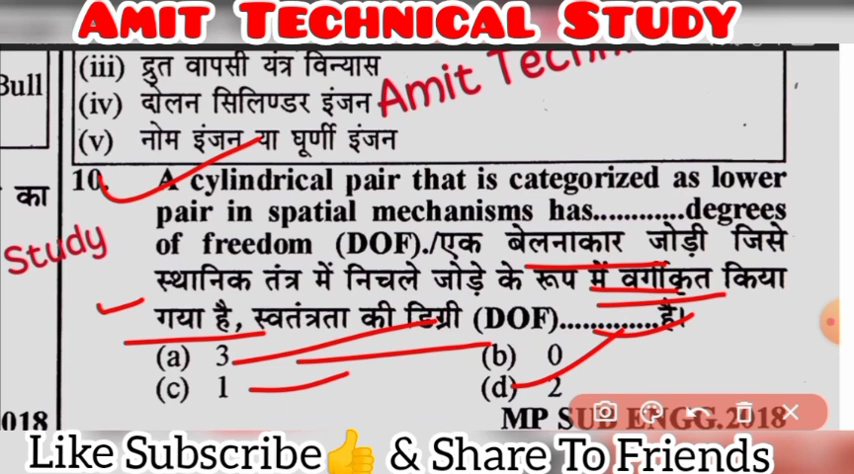 AMIT TECHNICAL STUDY
(iii) द्रुत वापसी यंत्र विन्यास
Bull
(iv) दोलन सिलिण्डर इंजन
Amit Techn
(v) नोम इंजन या घूर्णी इंजन
का
10. A cylindrical pair that is categorized as lower
pair in spatial mechanisms has............degrees
Study
of freedom (DOF)./एक बेलनाकार जोड़ी जिसे
स्थानिक तंत्र में निचले जोड़े के रूप में वर्गीकृत किया
गया है, स्वतंत्रता की डिग्री (DOF)..............है।
(a) 3 (b) 0
(c) 1 (d) 2
018
MP SUB ENGG.2018
Like Subscribe👍 & Share To Friends